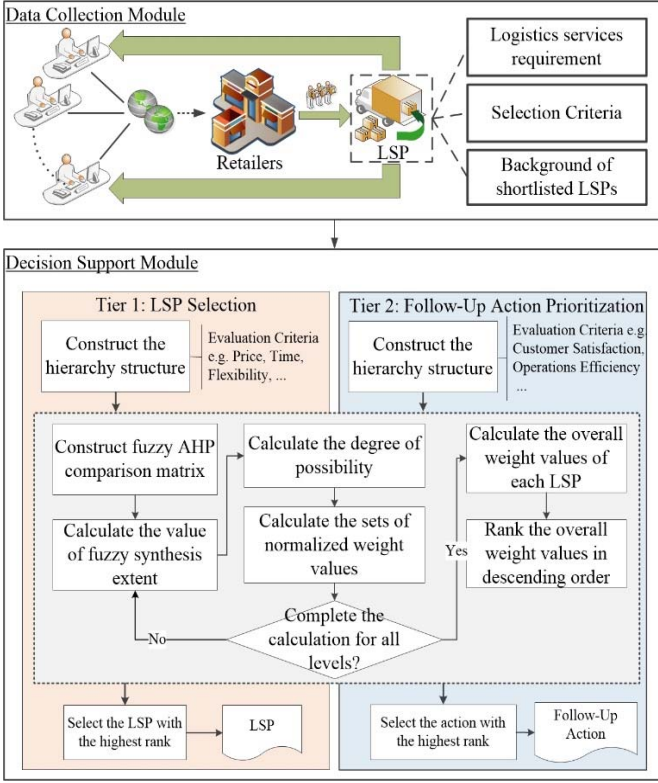 Data Collection Module
Logistics services
requirement
Selection Criteria
Background of
shortlisted LSPs
Retailers
LSP
Decision Support Module
Tier 1: LSP Selection
Construct the
hierarchy structure
Evaluation Criteria
e.g. Price, Time,
Flexibility, ...
Tier 2: Follow-Up Action Prioritization
Construct the
hierarchy structure
Evaluation Criteria e.g.
Customer Satisfaction,
Operations Efficiency
...
Construct fuzzy AHP
comparison matrix
Calculate the value
of fuzzy synthesis
extent
Calculate the degree of
possibility
Calculate the sets of
normalized weight
values
Complete the
calculation for all
levels?
No
Yes
Calculate the overall
weight values of
each LSP
Rank the overall
weight values in
descending order
Select the LSP with
the highest rank
LSP
Select the action with
the highest rank
Follow-Up
Action